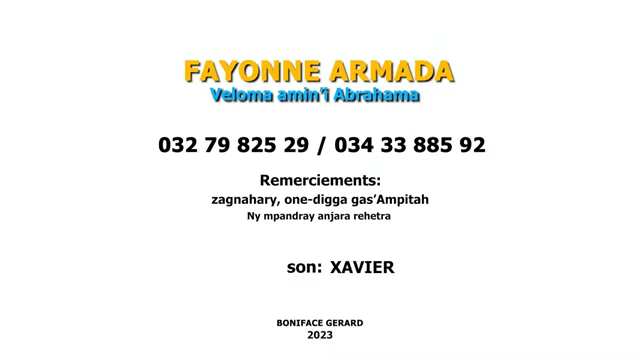 FAYONNE ARMADA
Veloma amin'i Abrahama
032 79 825 29 / 034 33 885 92
Remerciements:
zagnahary, one-digga gas'Ampitah
Ny mpandray anjara rehetra
son: XAVIER
BONIFACE GERARD
2023